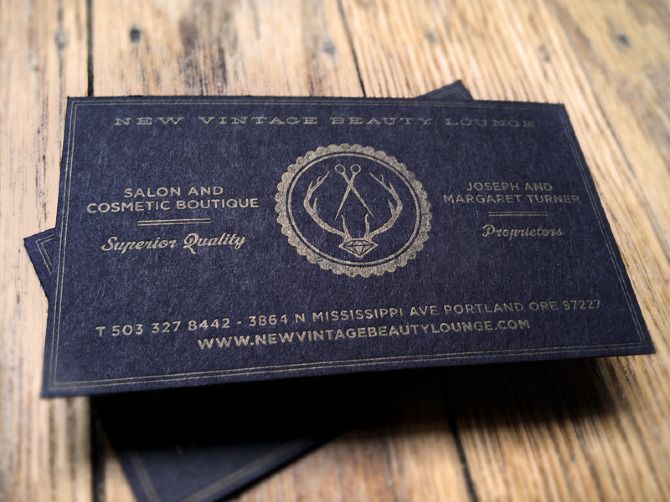 NEW VINTAGE BEAUTY LOUNGE
SALON AND
COSMETIC BOUTIQUE
Superior Quality
JOSEPH AND
MARGARET TURNER
Proprietors
T 503 327 8442 - 3864 N MISSISSIPPI AVE PORTLAND ORE 97227
WWW.NEWVINTAGEBEAUTYLOUNGE.COM